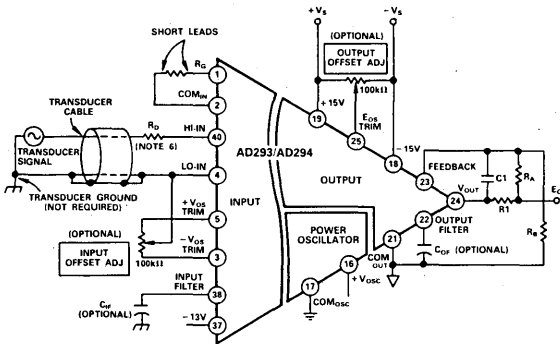 +VS
-VS
SHORT LEADS
(OPTIONAL)
OUTPUT
OFFSET ADJ
RG
1
100kΩ
COMIN
2
TRANSDUCER
CABLE
19
+15V
EOS
TRIM
25
RD
(NOTE 6)
HI-IN
40
AD293/AD294
-15V
18
TRANSDUCER
SIGNAL
LO-IN
4
FEEDBACK
23
C1
RA
OUTPUT
VOUT
24
EO
TRANSDUCER GROUND
(NOT REQUIRED)
+VOS
TRIM
5
INPUT
R1
22
OUTPUT
FILTER
RB
(OPTIONAL)
INPUT
OFFSET ADJ
-VOS
TRIM
100kΩ
3
POWER
OSCILLATOR
21
COMOUT
COF (OPTIONAL)
INPUT
FILTER
38
16
+VOSC
CIF
(OPTIONAL)
17
COMOSC
-13V
37